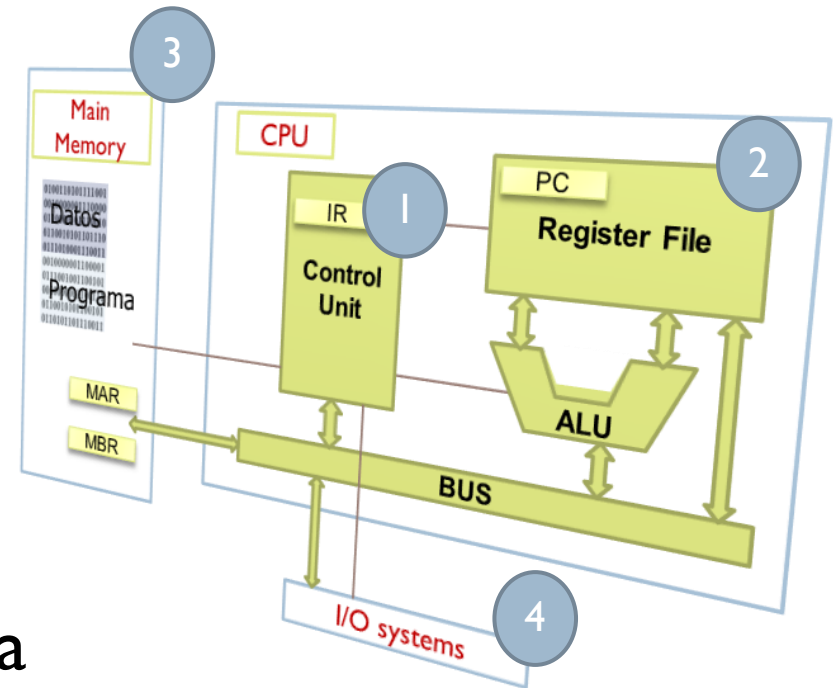 3
Main
Memory
CPU
2
PC
IR
1
Register File
Datos
Control
Unit
Programa
MAR
ALU
MBR
BUS
I/O systems
4
a